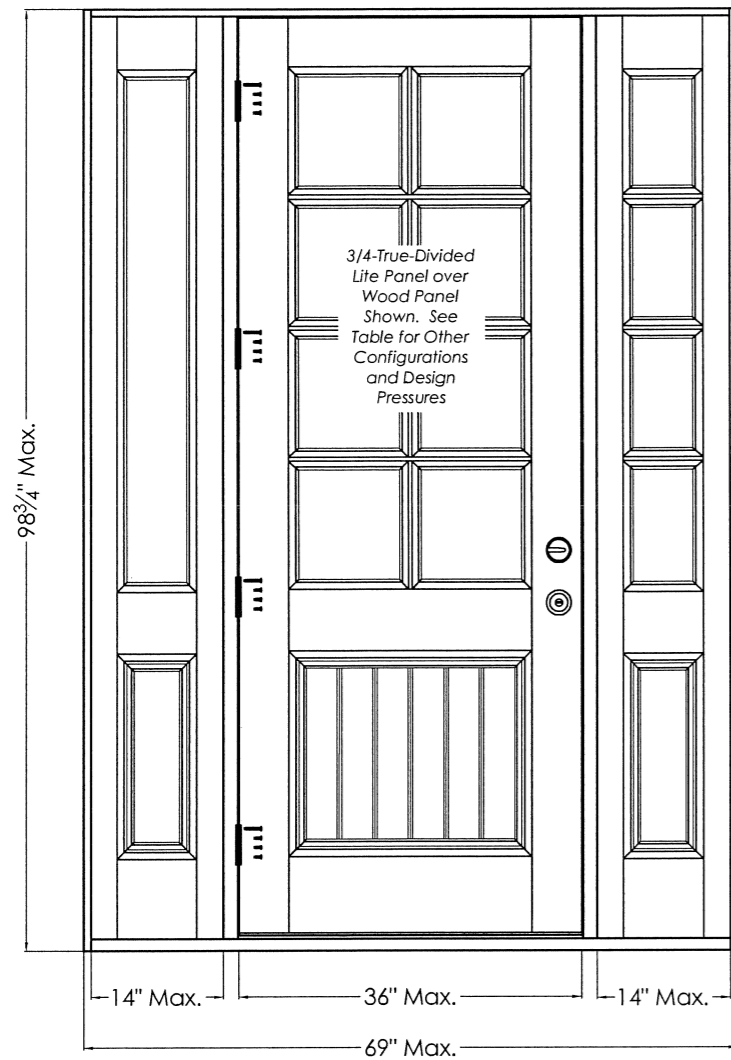 3/4-True-Divided
Lite Panel over
Wood Panel
Shown. See
Table for Other
Configurations
and Design
Pressures
98¾" Max.
14" Max.
36" Max.
14" Max.
69" Max.